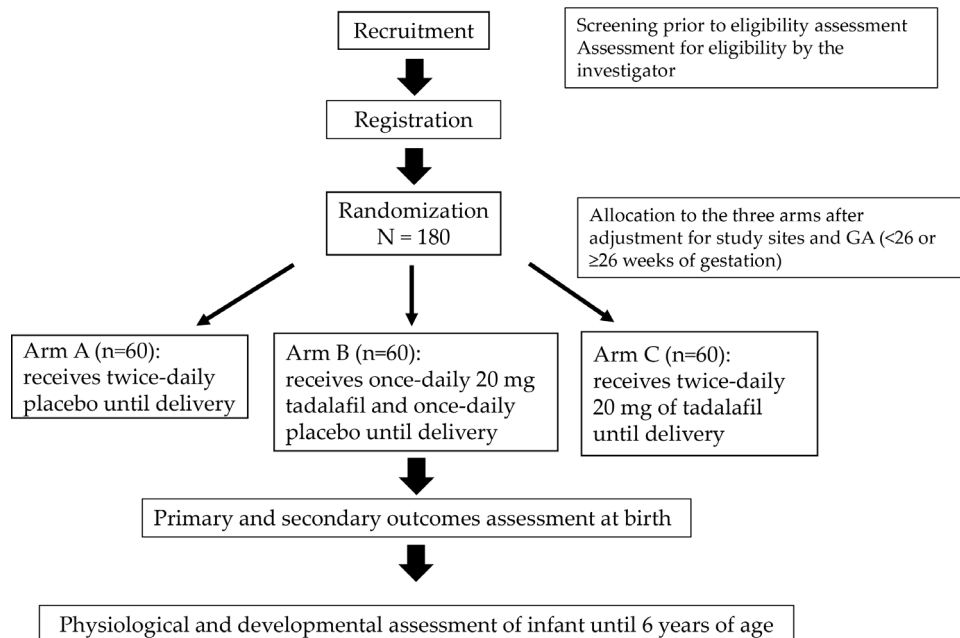 Recruitment
Screening prior to eligibility assessment
Assessment for eligibility by the
investigator
Registration
Randomization
N = 180
Allocation to the three arms after
adjustment for study sites and GA (<26 or
≥26 weeks of gestation)
Arm A (n=60):
receives twice-daily
placebo until delivery
Arm B (n=60):
receives once-daily 20 mg
tadalafil and once-daily
placebo until delivery
Arm C (n=60):
receives twice-daily
20 mg of tadalafil
until delivery
Primary and secondary outcomes assessment at birth
Physiological and developmental assessment of infant until 6 years of age